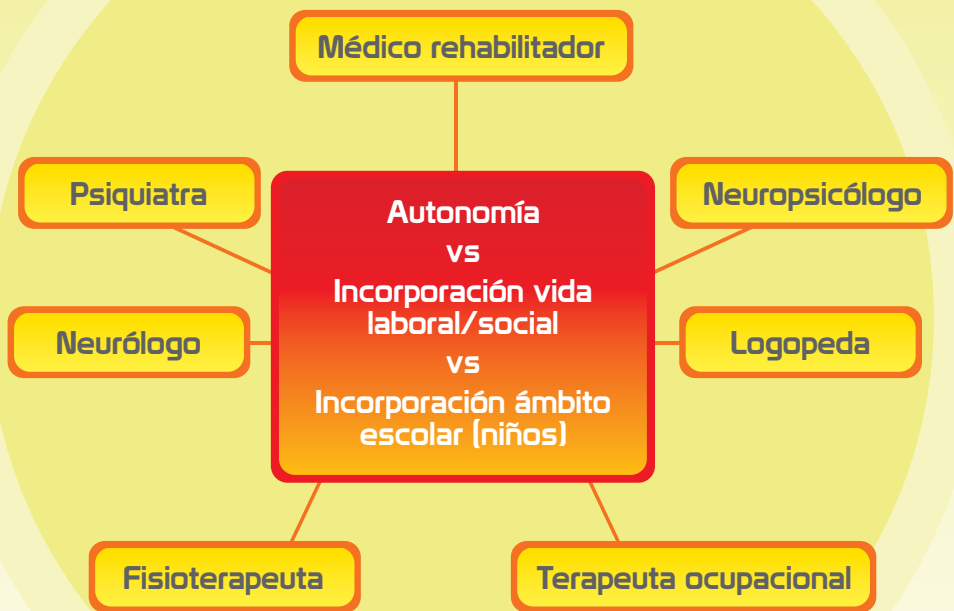 Médico rehabilitador
Psiquiatra
Neuropsicólogo
Autonomía
vs
Incorporación vida
laboral/social
vs
Incorporación ámbito
escolar (niños)
Neurólogo
Logopeda
Fisioterapeuta
Terapeuta ocupacional